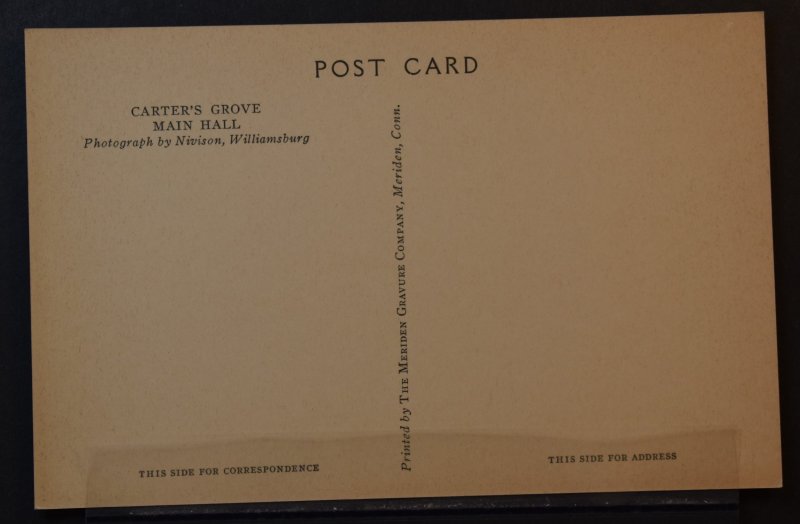 POST CARD
CARTER'S GROVE
MAIN HALL
Photograph by Nivison, Williamsburg
Printed by THE MERIDEN GRAVURE COMPANY, Meriden, Conn.
THIS SIDE FOR CORRESPONDENCE
THIS SIDE FOR ADDRESS